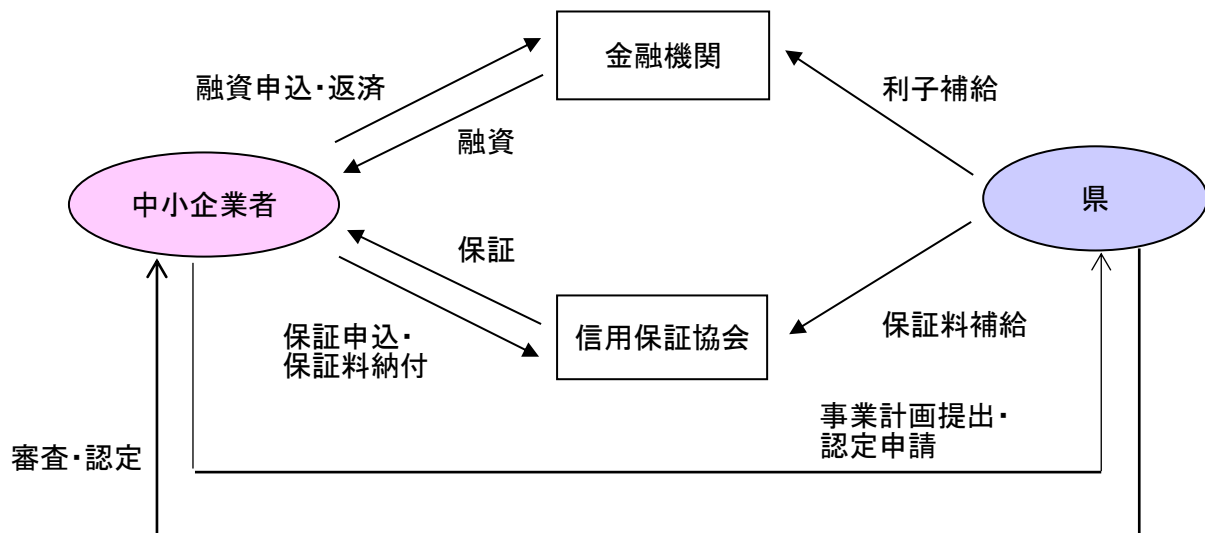 金融機関
融資申込・返済
利子補給
融資
中小企業者
県
保証
保証申込・
保証料納付
信用保証協会
保証料補給
事業計画提出・
認定申請
審査・認定